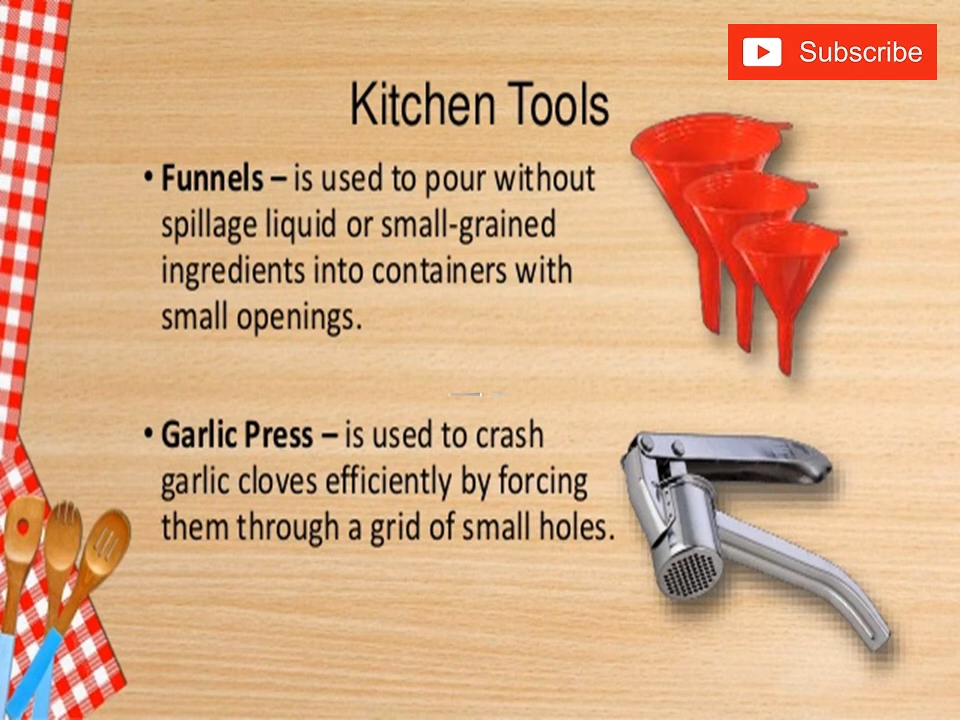 Subscribe
Kitchen Tools
• Funnels – is used to pour without
spillage liquid or small-grained
ingredients into containers with
small openings.
• Garlic Press – is used to crash
garlic cloves efficiently by forcing
them through a grid of small holes.